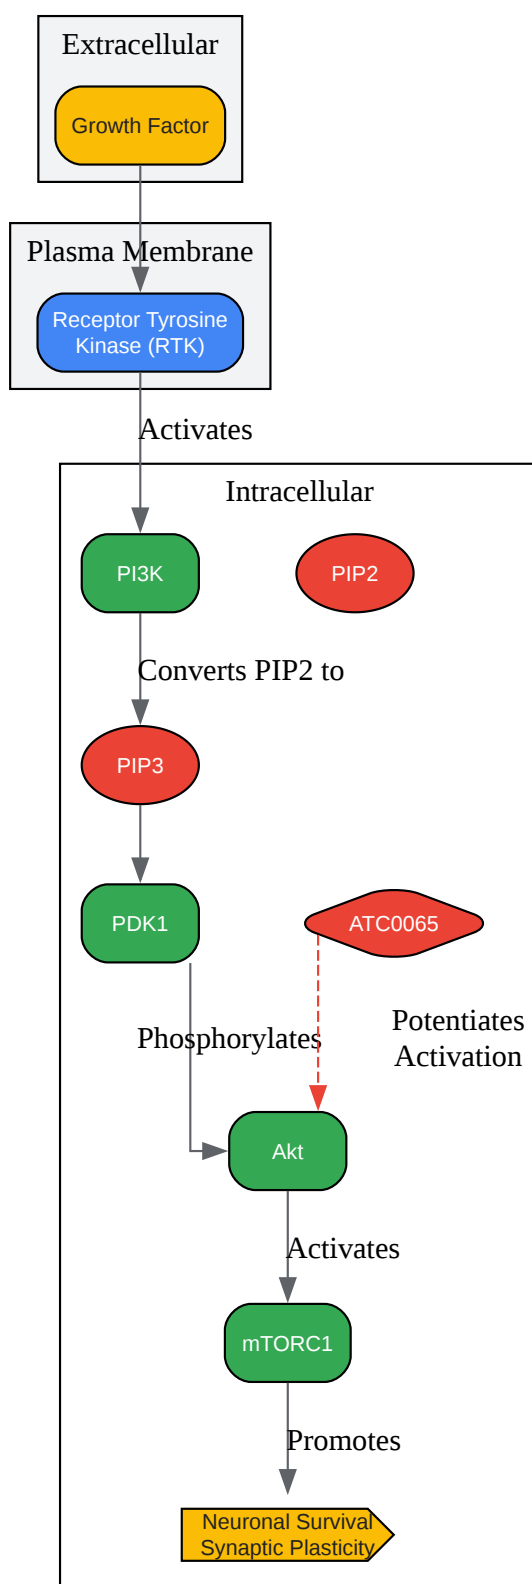 Extracellular
Growth Factor
Plasma Membrane
Receptor Tyrosine
Kinase (RTK)
Activates
Intracellular
PI3K
PIP2
Converts PIP2 to
PIP3
PDK1
ATC0065
Phosphorylates
Potentiates
Activation
Akt
Activates
mTORC1
Promotes
Neuronal Survival
Synaptic Plasticity